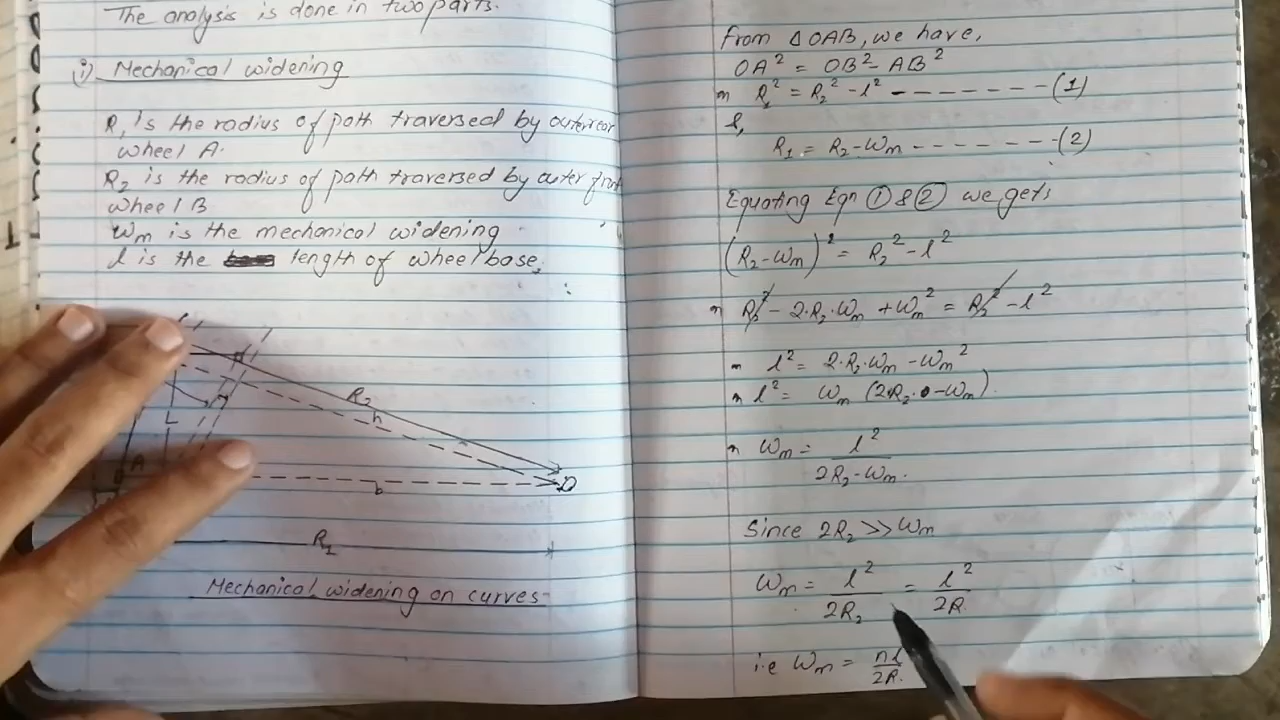 The analysis is done in two parts.
i) Mechanical widening
R1 is the radius of path traversed by outer rear
wheel A.
R2 is the radius of path traversed by outer front
wheel B
Wm is the mechanical widening
l is the length of wheel base,
R2
h
L
A
b
O
R1
Mechanical widening on curves
From ΔOAB, we have,
OA² = OB² - AB²
R1² = R2² - l² - - - - - - - (1)
&,
R1 = R2 - Wm - - - - - - - (2)
Equating Eqn ① & ② we gets
(R2 - Wm)² = R2² - l²
R2² - 2·R2·Wm + Wm² = R2² - l²
l² = 2·R2·Wm - Wm²
l² = Wm (2R2 - Wm)
Wm = l² / 2R2 - Wm.
Since 2R2 >> Wm
Wm = l² / 2R2 = l² / 2R
i.e Wm = nl / 2R.